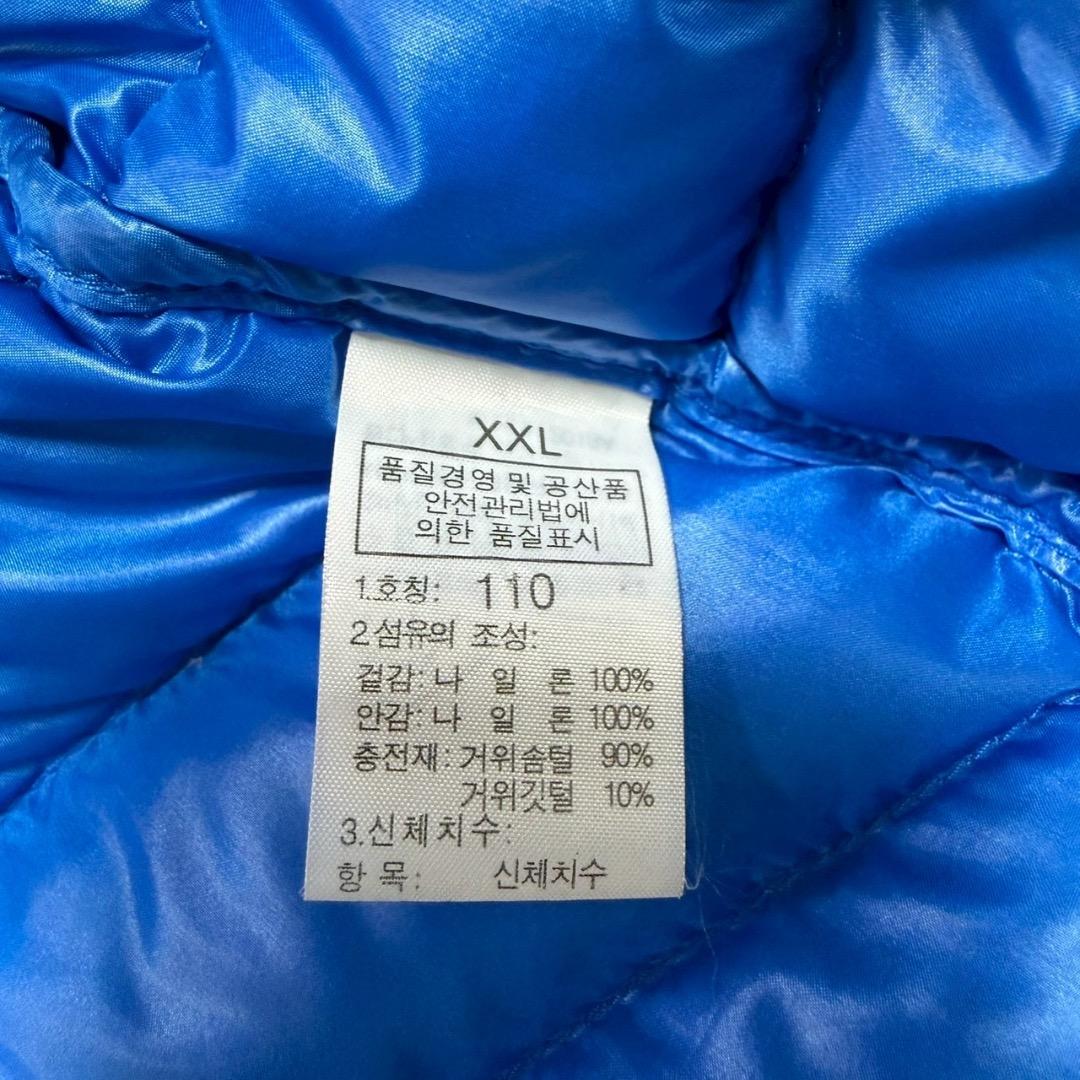 XXL
품질경영 및 공산품
안전관리법에
의한 품질표시
1.호칭: 110
2섬유의 조성:
겉감: 나 일 론 100%
안감: 나 일 론 100%
충전재: 거위솜털 90%
거위깃털 10%
3.신체치수:
항 목: 신체치수